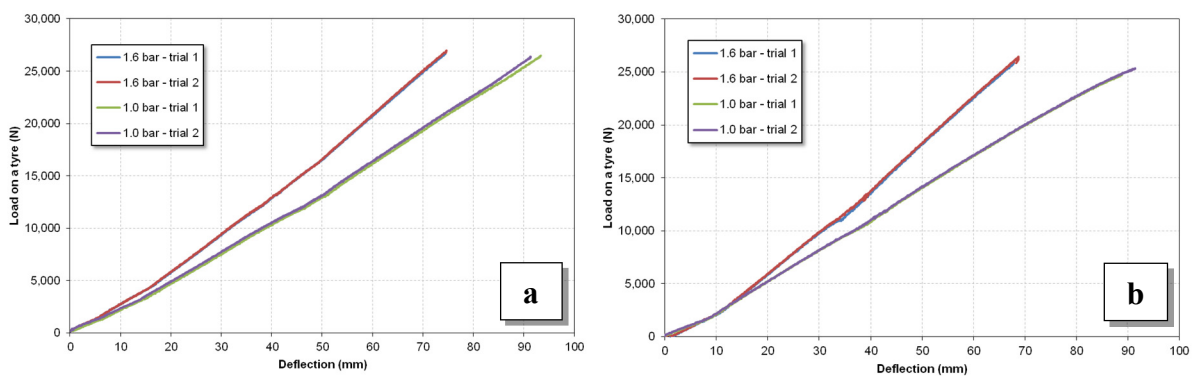 30,000
25,000
20,000
15,000
10,000
5,000
0
Load on a tyre (N)
1.6 bar - trial 1
1.6 bar - trial 2
1.0 bar - trial 1
1.0 bar - trial 2
a
0 10 20 30 40 50 60 70 80 90 100
Deflection (mm)
30,000
25,000
20,000
15,000
10,000
5,000
0
Load on a tyre (N)
1.6 bar - trial 1
1.6 bar - trial 2
1.0 bar - trial 1
1.0 bar - trial 2
b
0 10 20 30 40 50 60 70 80 90 100
Deflection (mm)